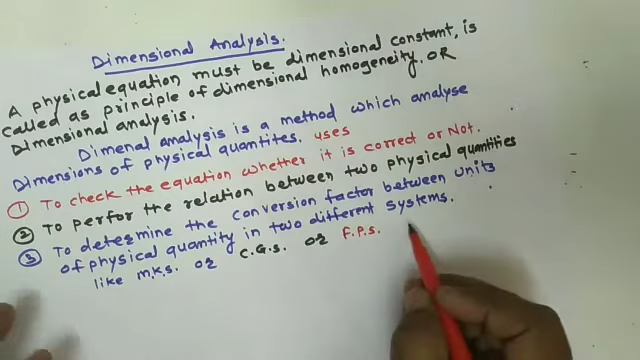 Dimensional Analysis.
A physical equation must be dimensional constant, is
called as principle of dimensional homogeneity. OR
Dimensional analysis.
Dimenal analysis is a method which analyse
Dimensions of physical quantites. uses
① To check the equation whether it is correct or Not.
② To perfor the relation between two physical quantities
③ To determine the conversion factor between units
of physical quantity in two different systems.
like M.K.S. or C.G.S. or F.P.S.